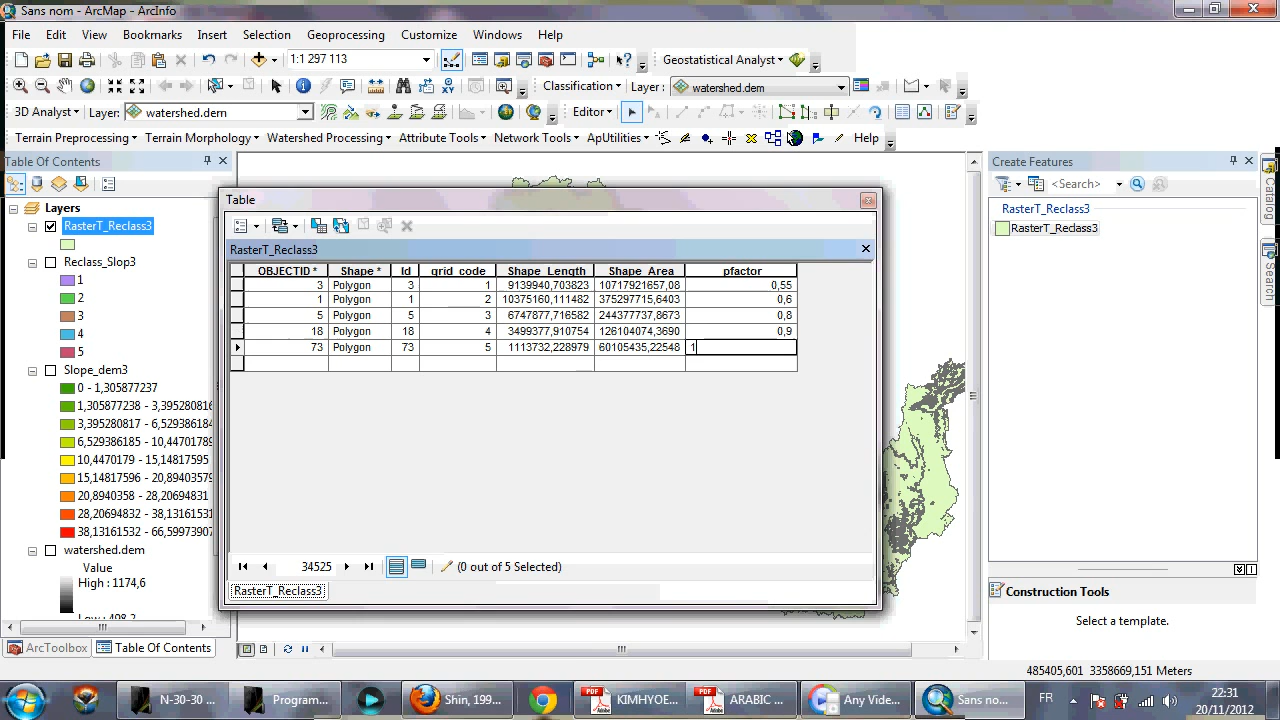 Sans nom - ArcMap - ArcInfo
File Edit View Bookmarks Insert Selection Geoprocessing Customize Windows Help
1:1 297 113 Geostatistical Analyst
Classification Layer: watershed.dem
3D Analyst Layer: watershed.dem Editor
Terrain Preprocessing Terrain Morphology Watershed Processing Attribute Tools Network Tools ApUtilities Help
Table Of Contents
Layers
RasterT_Reclass3
Reclass_Slop3
1
2
3
4
5
Slope_dem3
0 - 1,305877237
1,305877238 - 3,395280816
3,395280817 - 6,529386184
6,529386185 - 10,44701789
10,4470179 - 15,14817595
15,14817596 - 20,89403579
20,8940358 - 28,20694831
28,20694832 - 38,13161531
38,13161532 - 66,59973907
watershed.dem
Value
High : 1174,6
Low : 498,2
ArcToolbox Table Of Contents
Table
RasterT_Reclass3
OBJECTID * Shape * Id grid_code Shape_Length Shape_Area pfactor
3 Polygon 3 1 9139940,703823 10717921657,08 0,55
1 Polygon 1 2 10375160,111482 375297715,6403 0,6
5 Polygon 5 3 6747877,716582 244377737,8673 0,8
18 Polygon 18 4 3499377,910754 126104074,3690 0,9
73 Polygon 73 5 1113732,228979 60105435,22548 1
34525 (0 out of 5 Selected)
RasterT_Reclass3
Create Features
<Search>
RasterT_Reclass3
RasterT_Reclass3
Construction Tools
Select a template.
Catalog
Search
485405,601 3358669,151 Meters
N-30-30 ... Program... Shin, 199... KIMHYOE... ARABIC ... Any Vide... Sans no... FR 22:31
20/11/2012